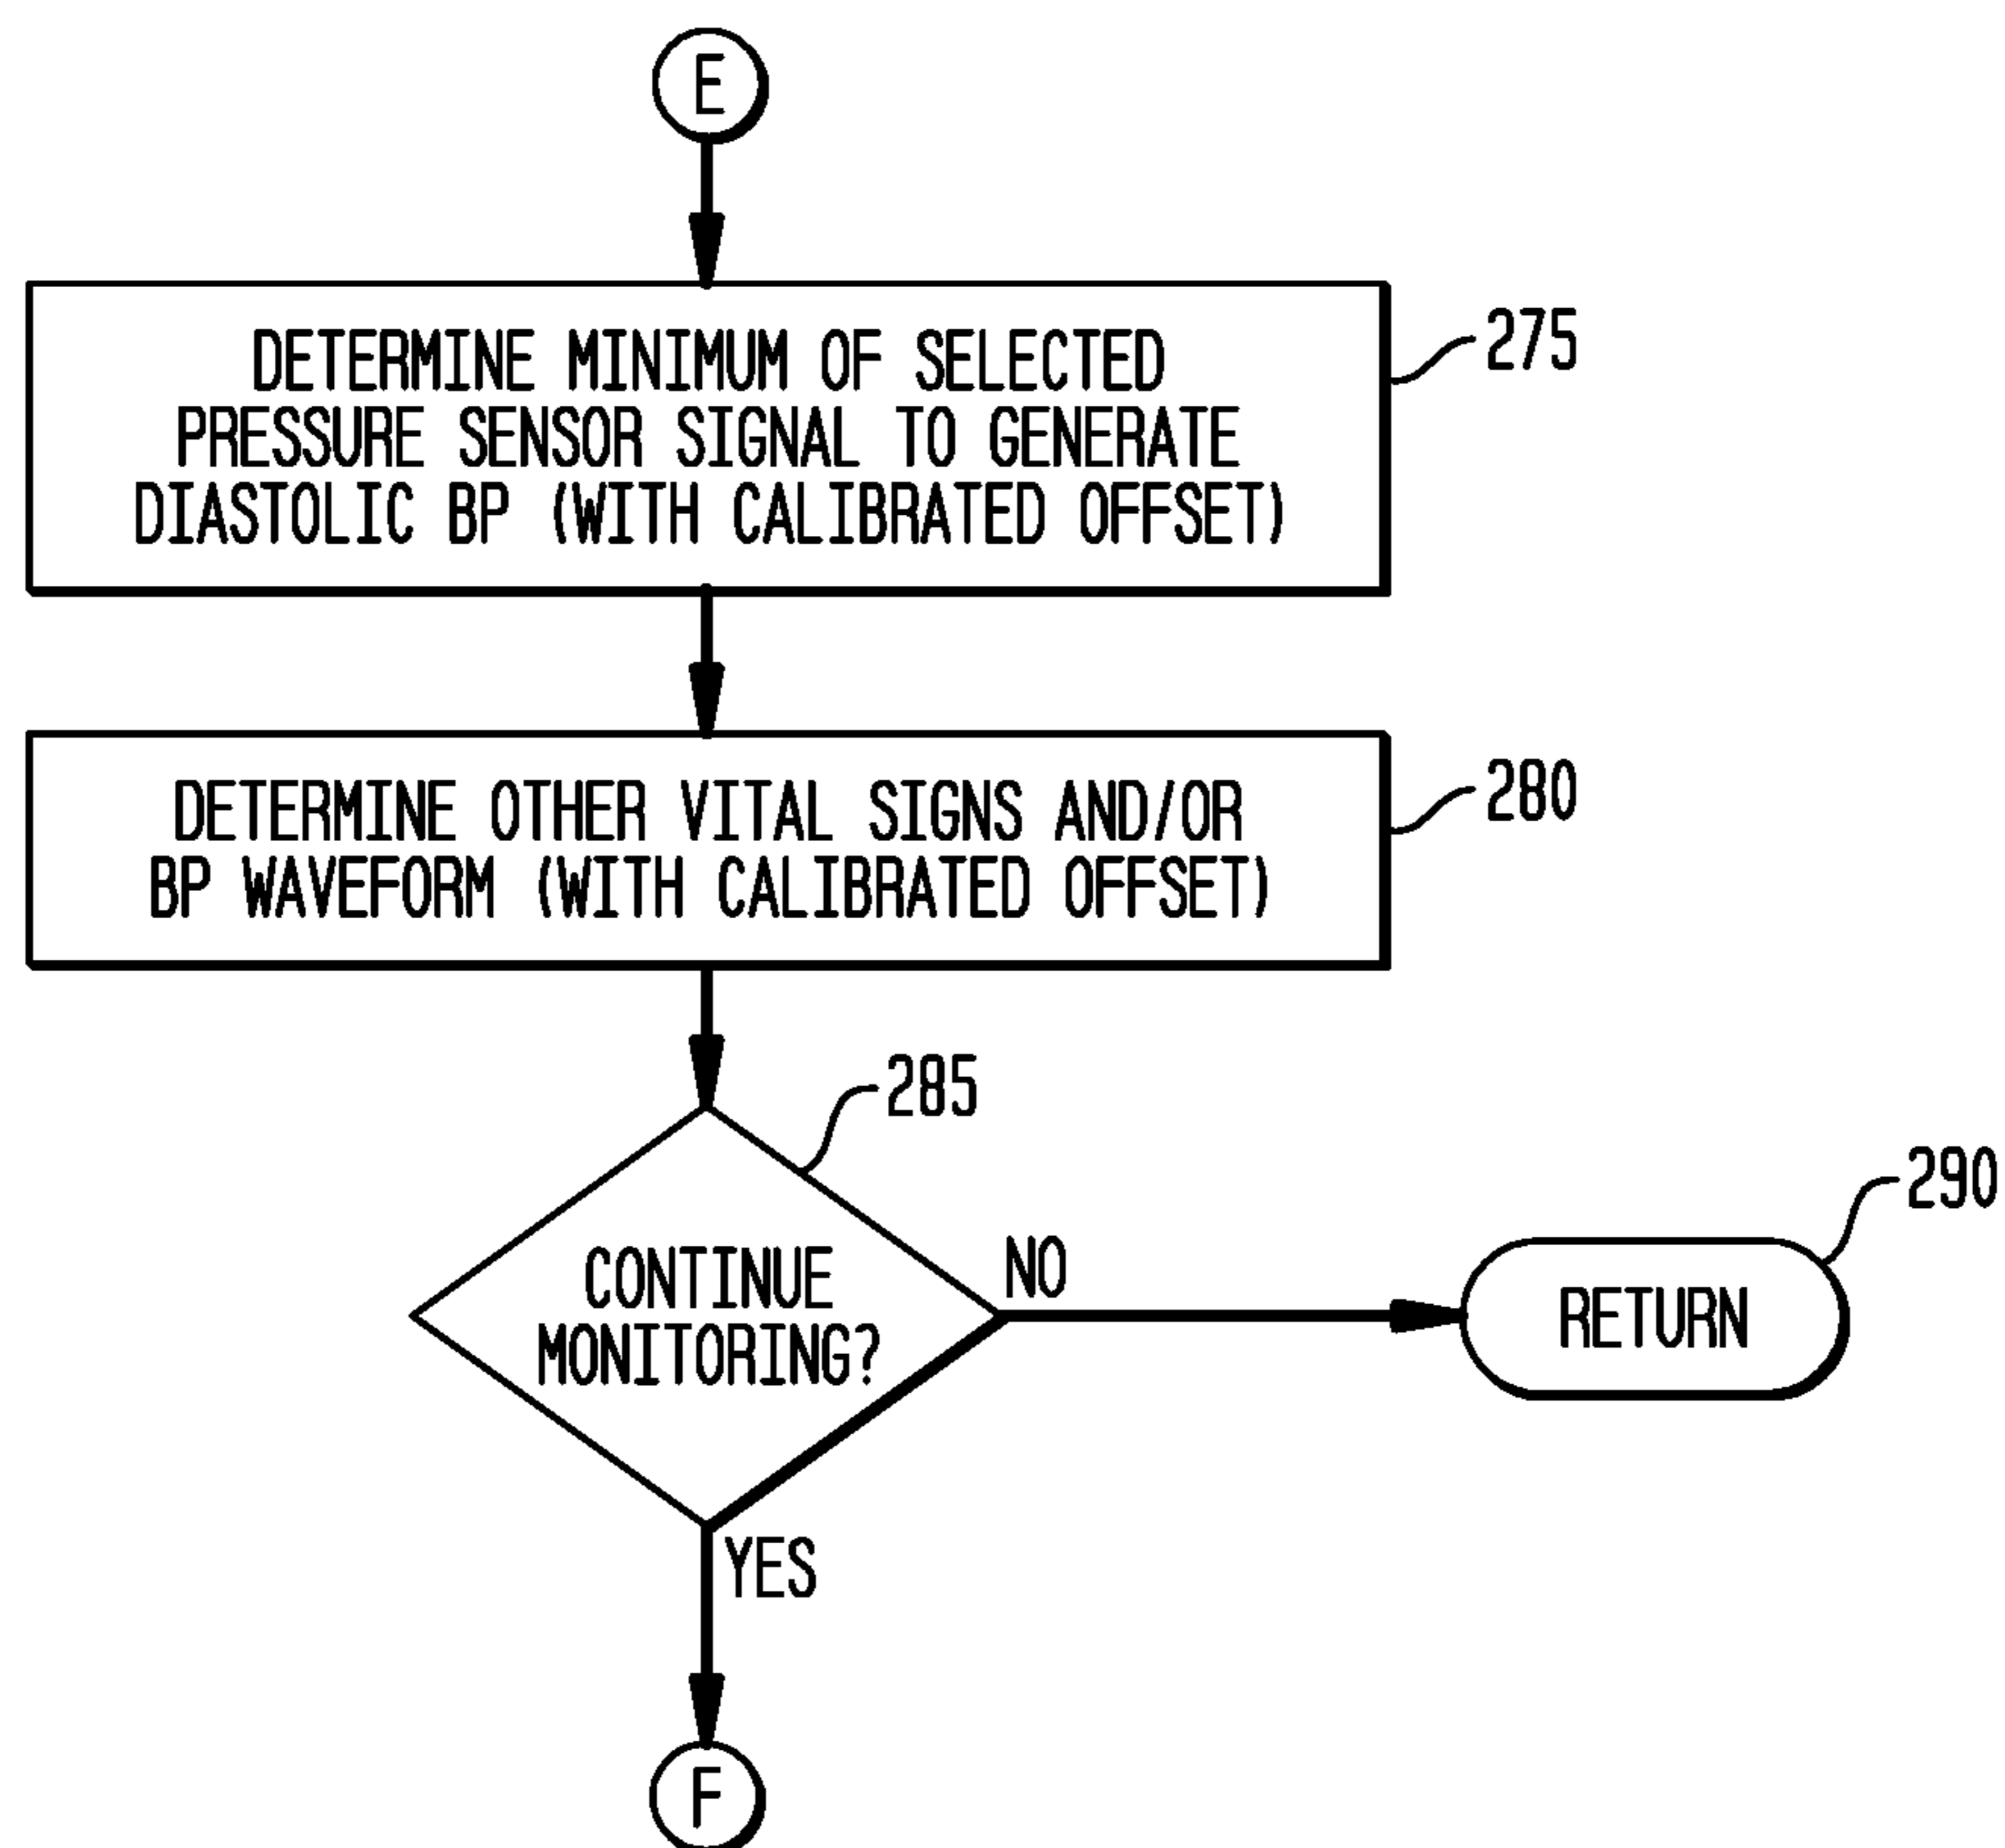 E
DETERMINE MINIMUM OF SELECTED
PRESSURE SENSOR SIGNAL TO GENERATE
DIASTOLIC BP (WITH CALIBRATED OFFSET)
275
DETERMINE OTHER VITAL SIGNS AND/OR
BP WAVEFORM (WITH CALIBRATED OFFSET)
280
285
CONTINUE
MONITORING?
NO
290
RETURN
YES
F